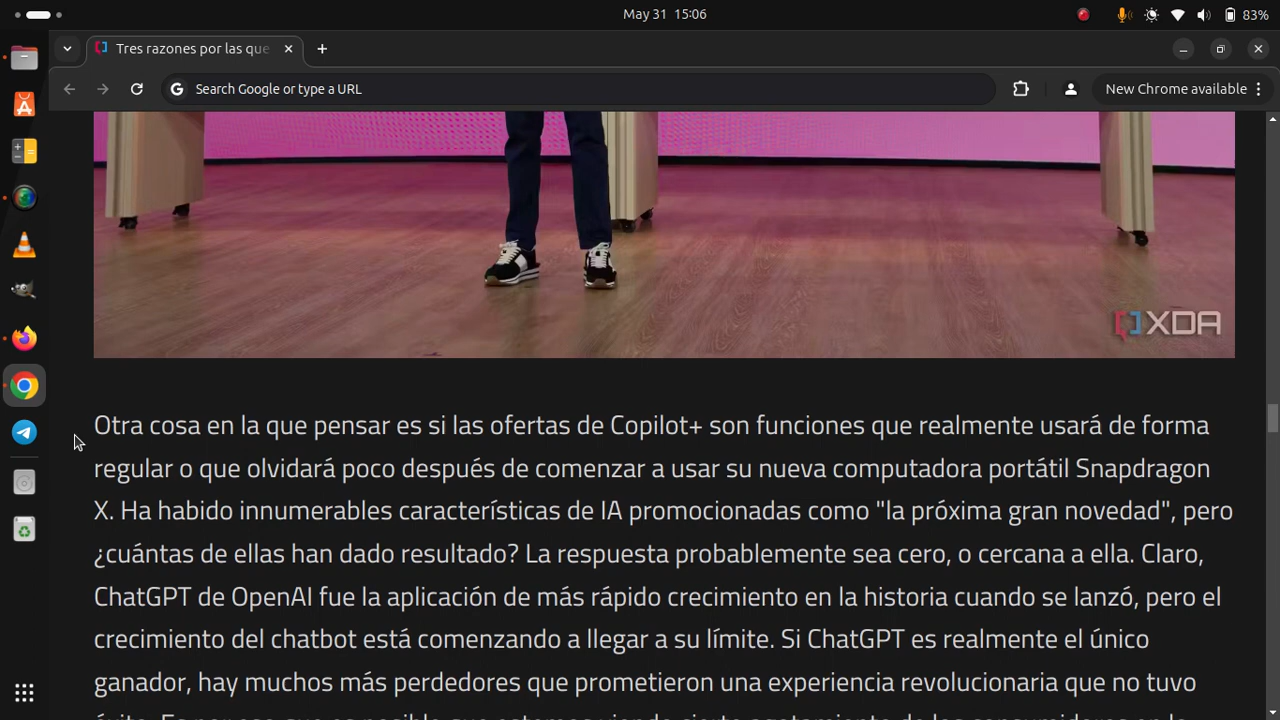 May 31 15:06
83%
Tres razones por las que
Search Google or type a URL
New Chrome available
XDA
Otra cosa en la que pensar es si las ofertas de Copilot+ son funciones que realmente usará de forma
regular o que olvidará poco después de comenzar a usar su nueva computadora portátil Snapdragon
X. Ha habido innumerables características de IA promocionadas como "la próxima gran novedad", pero
¿cuántas de ellas han dado resultado? La respuesta probablemente sea cero, o cercana a ella. Claro,
ChatGPT de OpenAI fue la aplicación de más rápido crecimiento en la historia cuando se lanzó, pero el
crecimiento del chatbot está comenzando a llegar a su límite. Si ChatGPT es realmente el único
ganador, hay muchos más perdedores que prometieron una experiencia revolucionaria que no tuvo